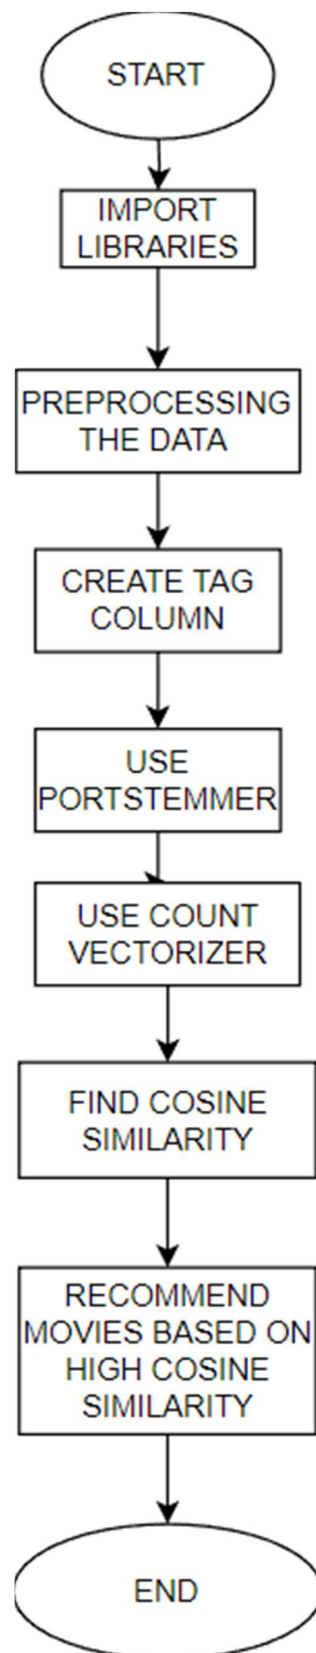 START
IMPORT
LIBRARIES
PREPROCESSING
THE DATA
CREATE TAG
COLUMN
USE
PORTSTEMMER
USE COUNT
VECTORIZER
FIND COSINE
SIMILARITY
RECOMMEND
MOVIES BASED ON
HIGH COSINE
SIMILARITY
END